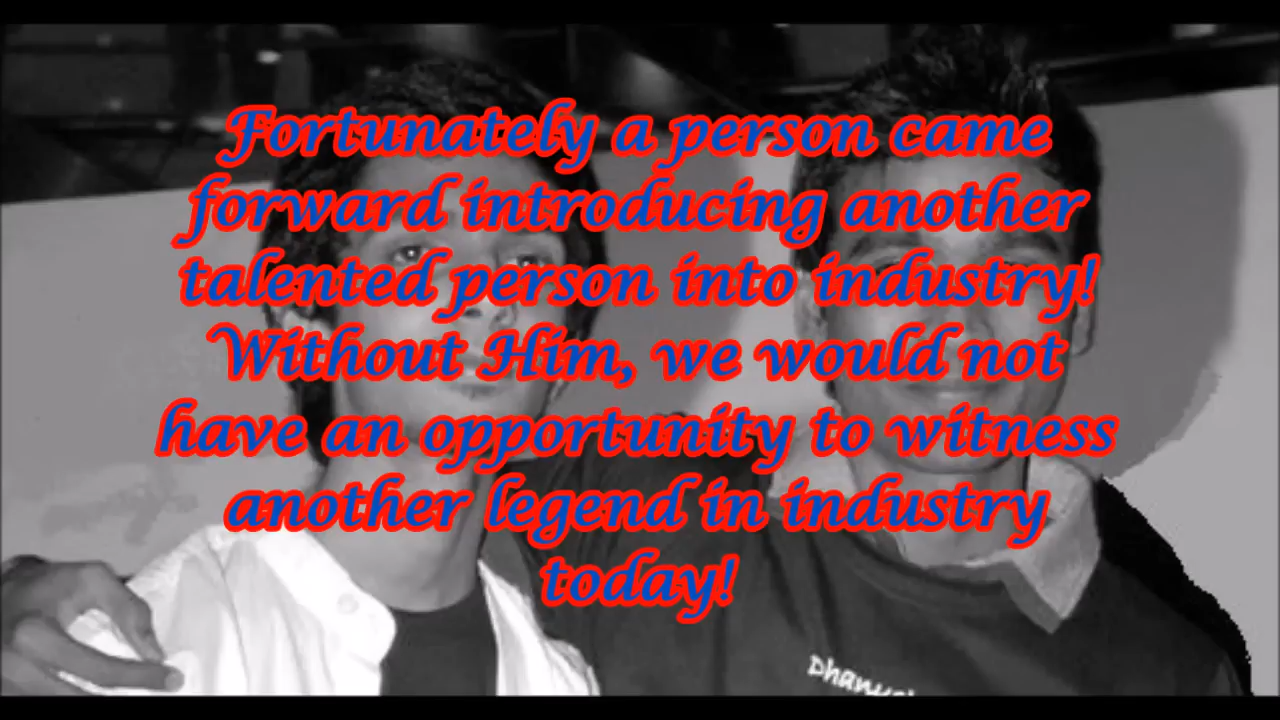 Fortunately a person came
forward introducing another
talented person into industry!
Without Him, we would not
have an opportunity to witness
another legend in industry
today!